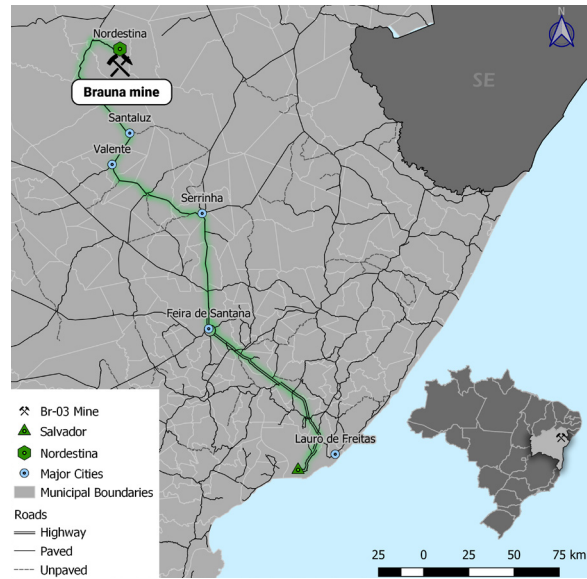 Nordestina
N
Brauna mine
SE
Santaluz
Valente
Serrinha
Feira de Santana
Lauro de Freitas
Br-03 Mine
Salvador
Nordestina
Major Cities
Municipal Boundaries
Roads
Highway
Paved
Unpaved
25 0 25 50 75 km